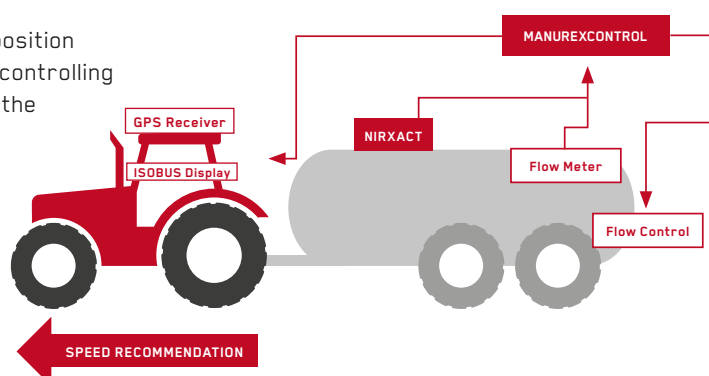 osition
controlling
the
MANUREXCONTROL
GPS Receiver
NIRXACT
ISOBUS Display
Flow Meter
Flow Control
SPEED RECOMMENDATION